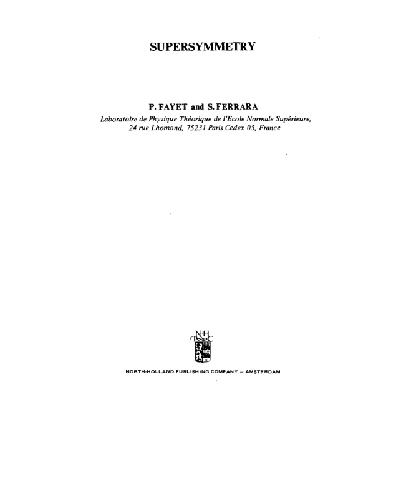 SUPERSYMMETRY
P. FAYET and S. FERRARA
Laboratoire de Physique Théorique de l'Ecole Normale Supérieure,
24 rue Lhomond, 75231 Paris Cedex 05, France
NORTH-HOLLAND PUBLISHING COMPANY – AMSTERDAM